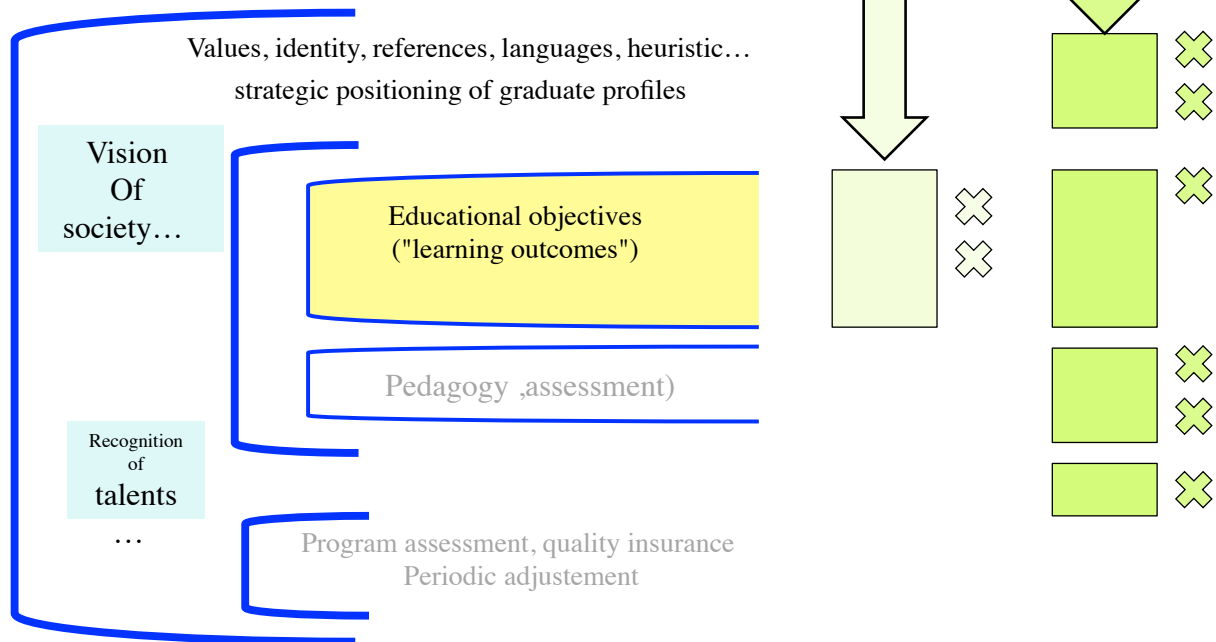 Values, identity, references, languages, heuristic…
strategic positioning of graduate profiles
Vision
Of
society…
Educational objectives
("learning outcomes")
Pedagogy ,assessment)
Recognition
of
talents
…
Program assessment, quality insurance
Periodic adjustement